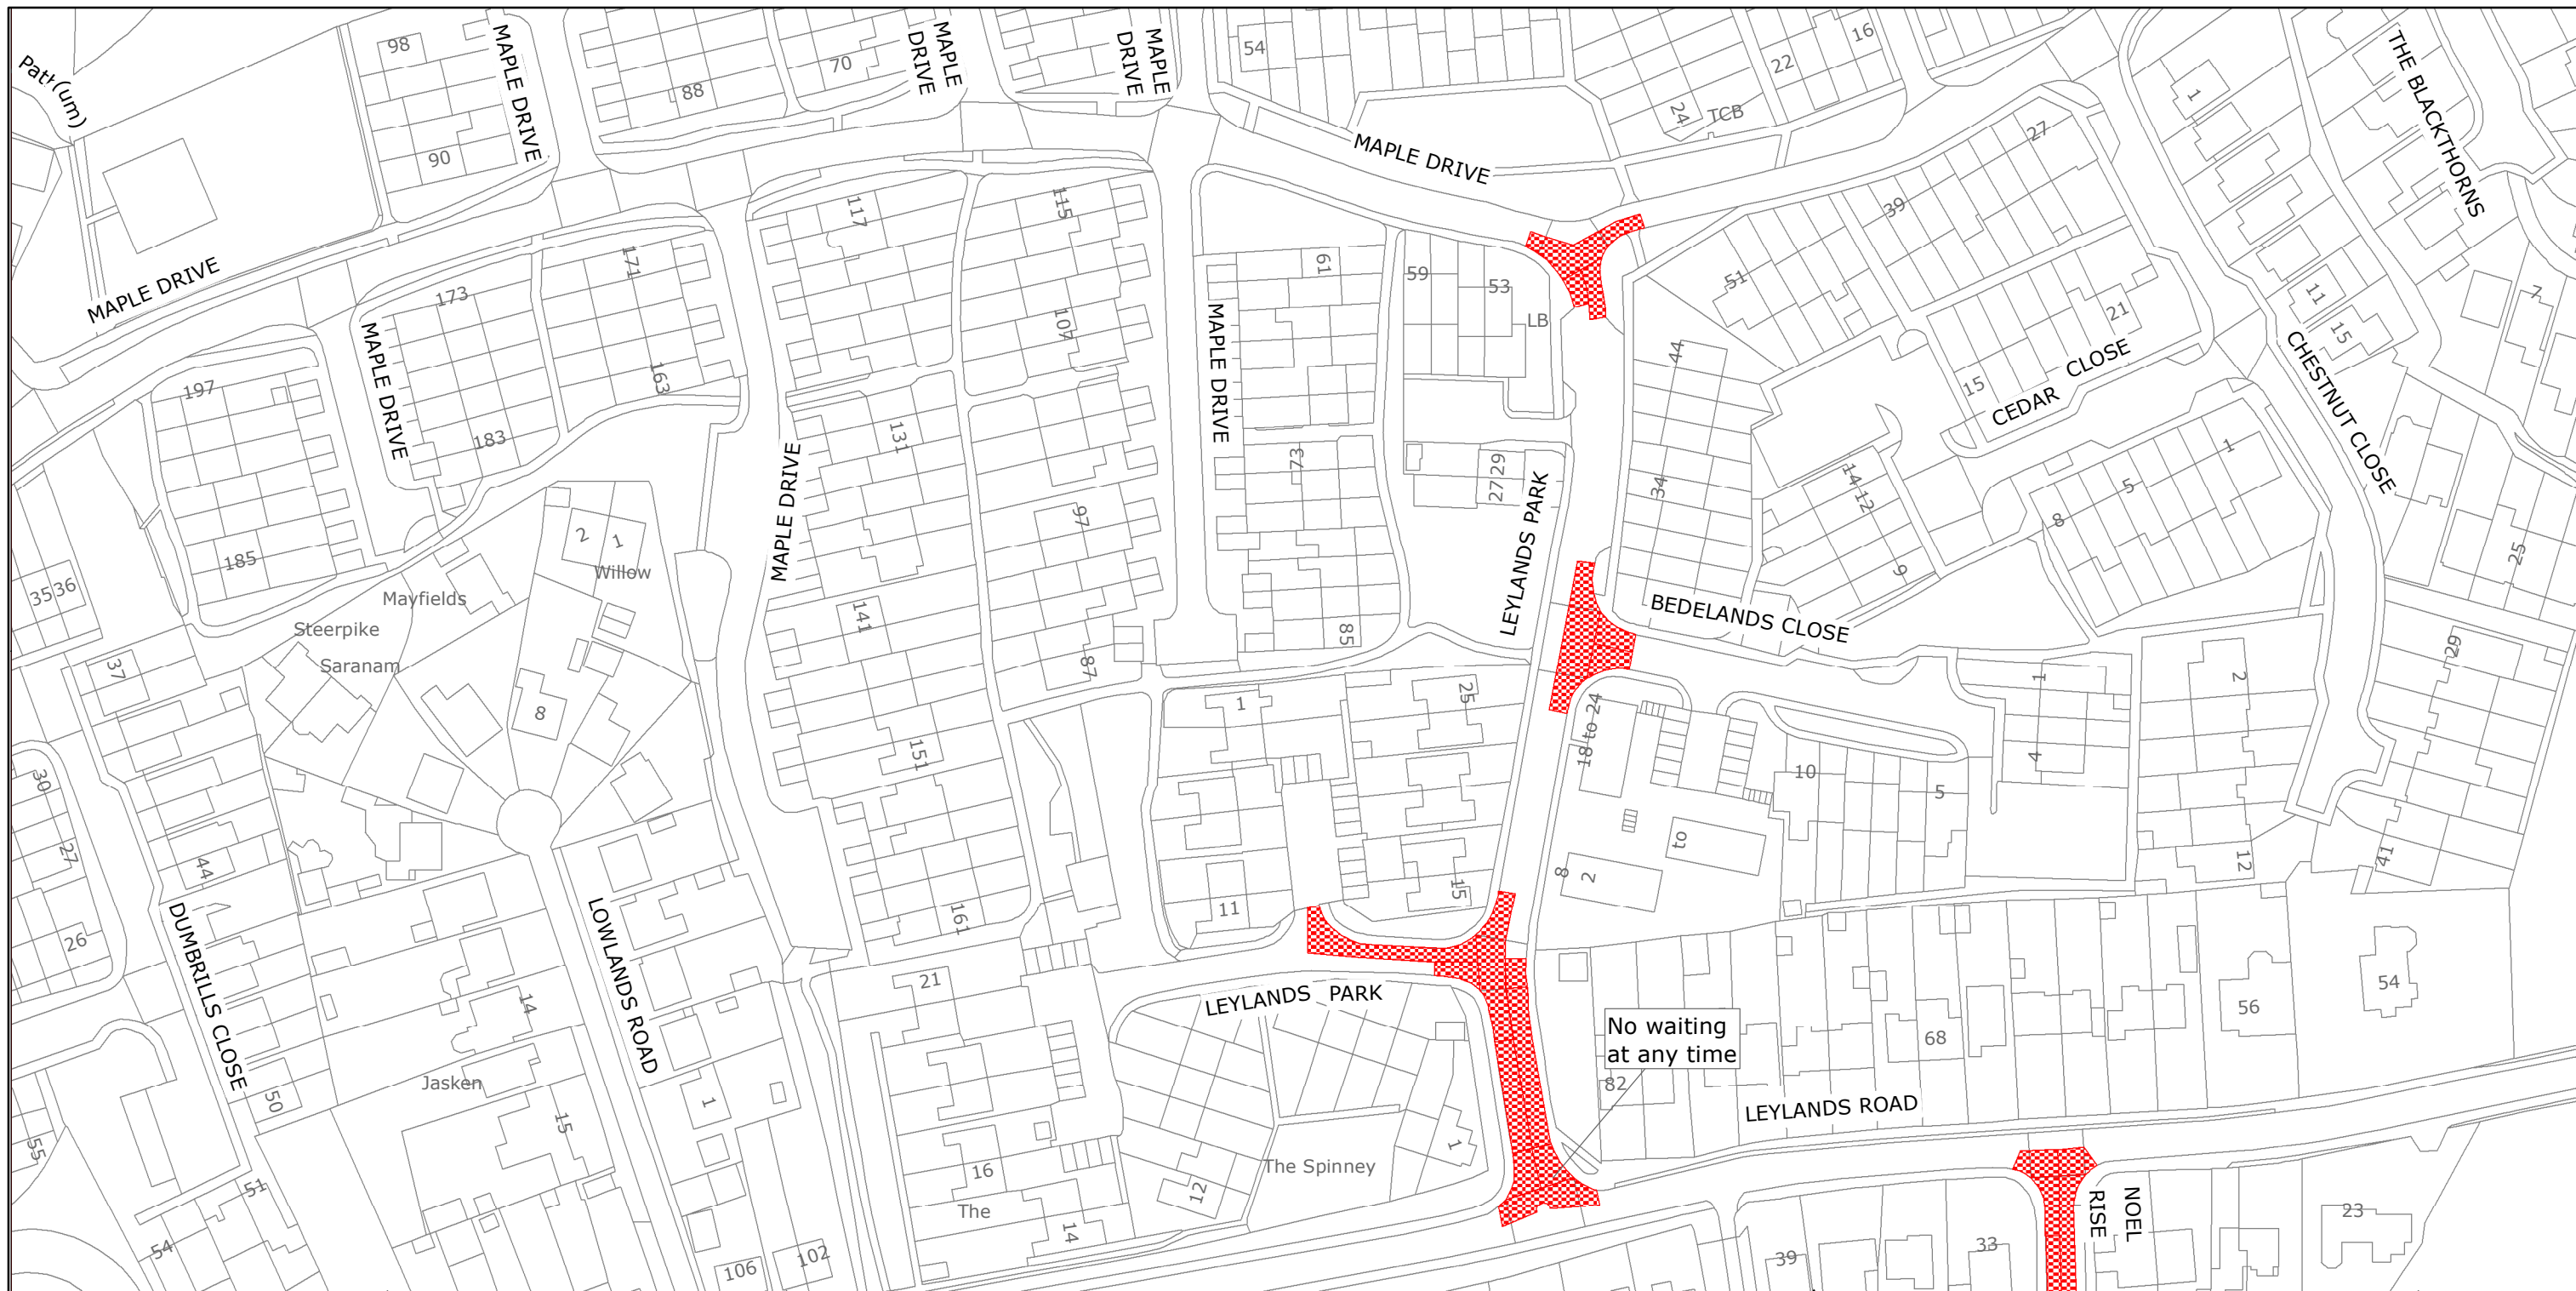 98
MAPLE DRIVE
88
70
MAPLE
DRIVE
MAPLE
DRIVE
54
22
16
24
TCB
1
THE BLACKTHORNS
Path (um)
90
MAPLE DRIVE
27
117
115
39
MAPLE DRIVE
173
171
61
59
53
LB
51
11
15
7
MAPLE DRIVE
107
MAPLE DRIVE
44
21
CHESTNUT CLOSE
197
183
163
131
73
15
CEDAR CLOSE
MAPLE DRIVE
2729
34
14
12
5
1
8
97
LEYLANDS PARK
185
2
1
Willow
35
36
Mayfields
Steerpike
Saranam
37
9
25
BEDELANDS CLOSE
141
85
87
8
1
25
18 to 24
1
2
29
151
4
10
5
30
27
44
26
to
8
2
15
11
12
41
161
DUMBRILLS CLOSE
LOWLANDS ROAD
21
LEYLANDS PARK
14
54
56
68
No waiting
at any time
82
Jasken
50
15
1
LEYLANDS ROAD
55
16
12
The Spinney
1
The
14
51
54
106
102
39
33
NOEL
RISE
23